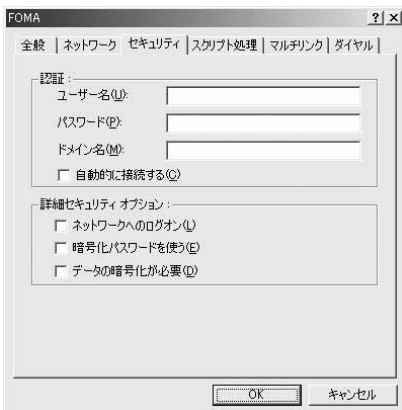 FOMA
全般 ネットワーク セキュリティ スクリプト処理 マルチリンク ダイヤル
認証：
ユーザー名(U):
パスワード(P):
ドメイン名(M):
自動的に接続する(C)
詳細セキュリティ オプション：
ネットワークへのログオン(L)
暗号化パスワードを使う(E)
データの暗号化が必要(D)
OK キャンセル